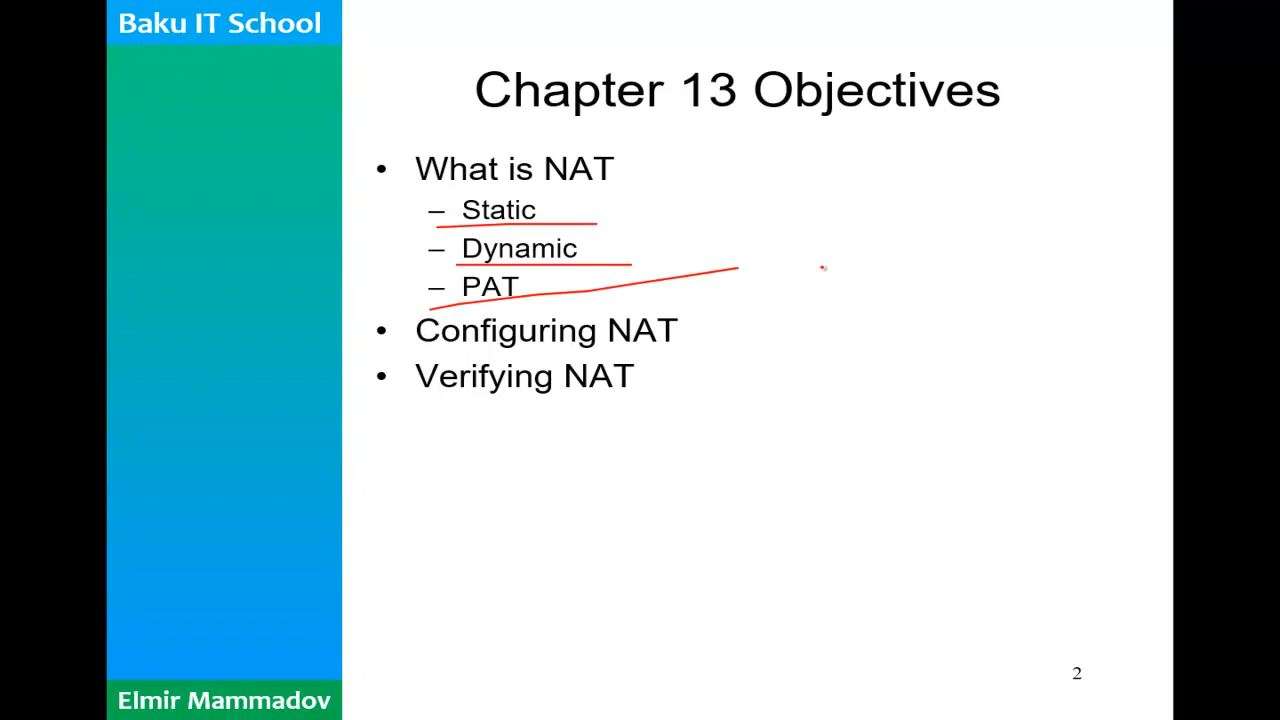 Baku IT School
Chapter 13 Objectives
• What is NAT
– Static
– Dynamic
– PAT
• Configuring NAT
• Verifying NAT
2
Elmir Mammadov